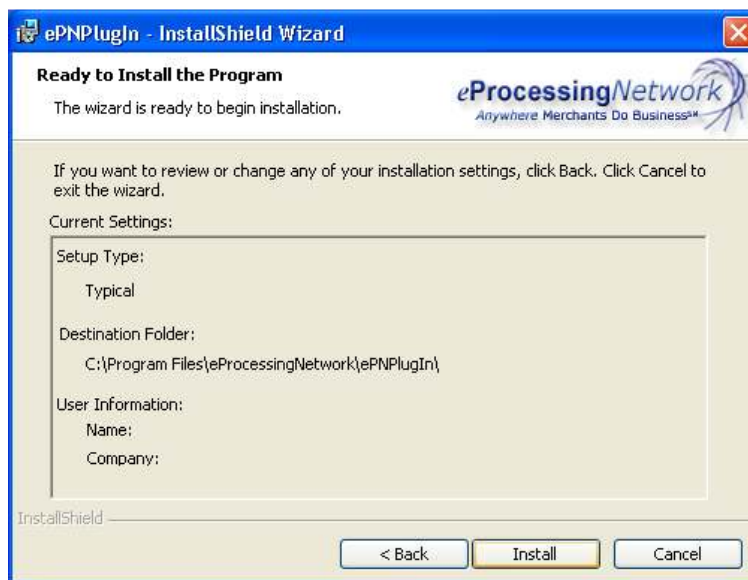 ePNPlugIn - InstallShield Wizard
Ready to Install the Program
The wizard is ready to begin installation.
eProcessingNetwork
Anywhere Merchants Do Business℠
If you want to review or change any of your installation settings, click Back. Click Cancel to
exit the wizard.
Current Settings:
Setup Type:
Typical
Destination Folder:
C:\Program Files\eProcessingNetwork\ePNPlugIn\
User Information:
Name:
Company:
InstallShield
< Back
Install
Cancel